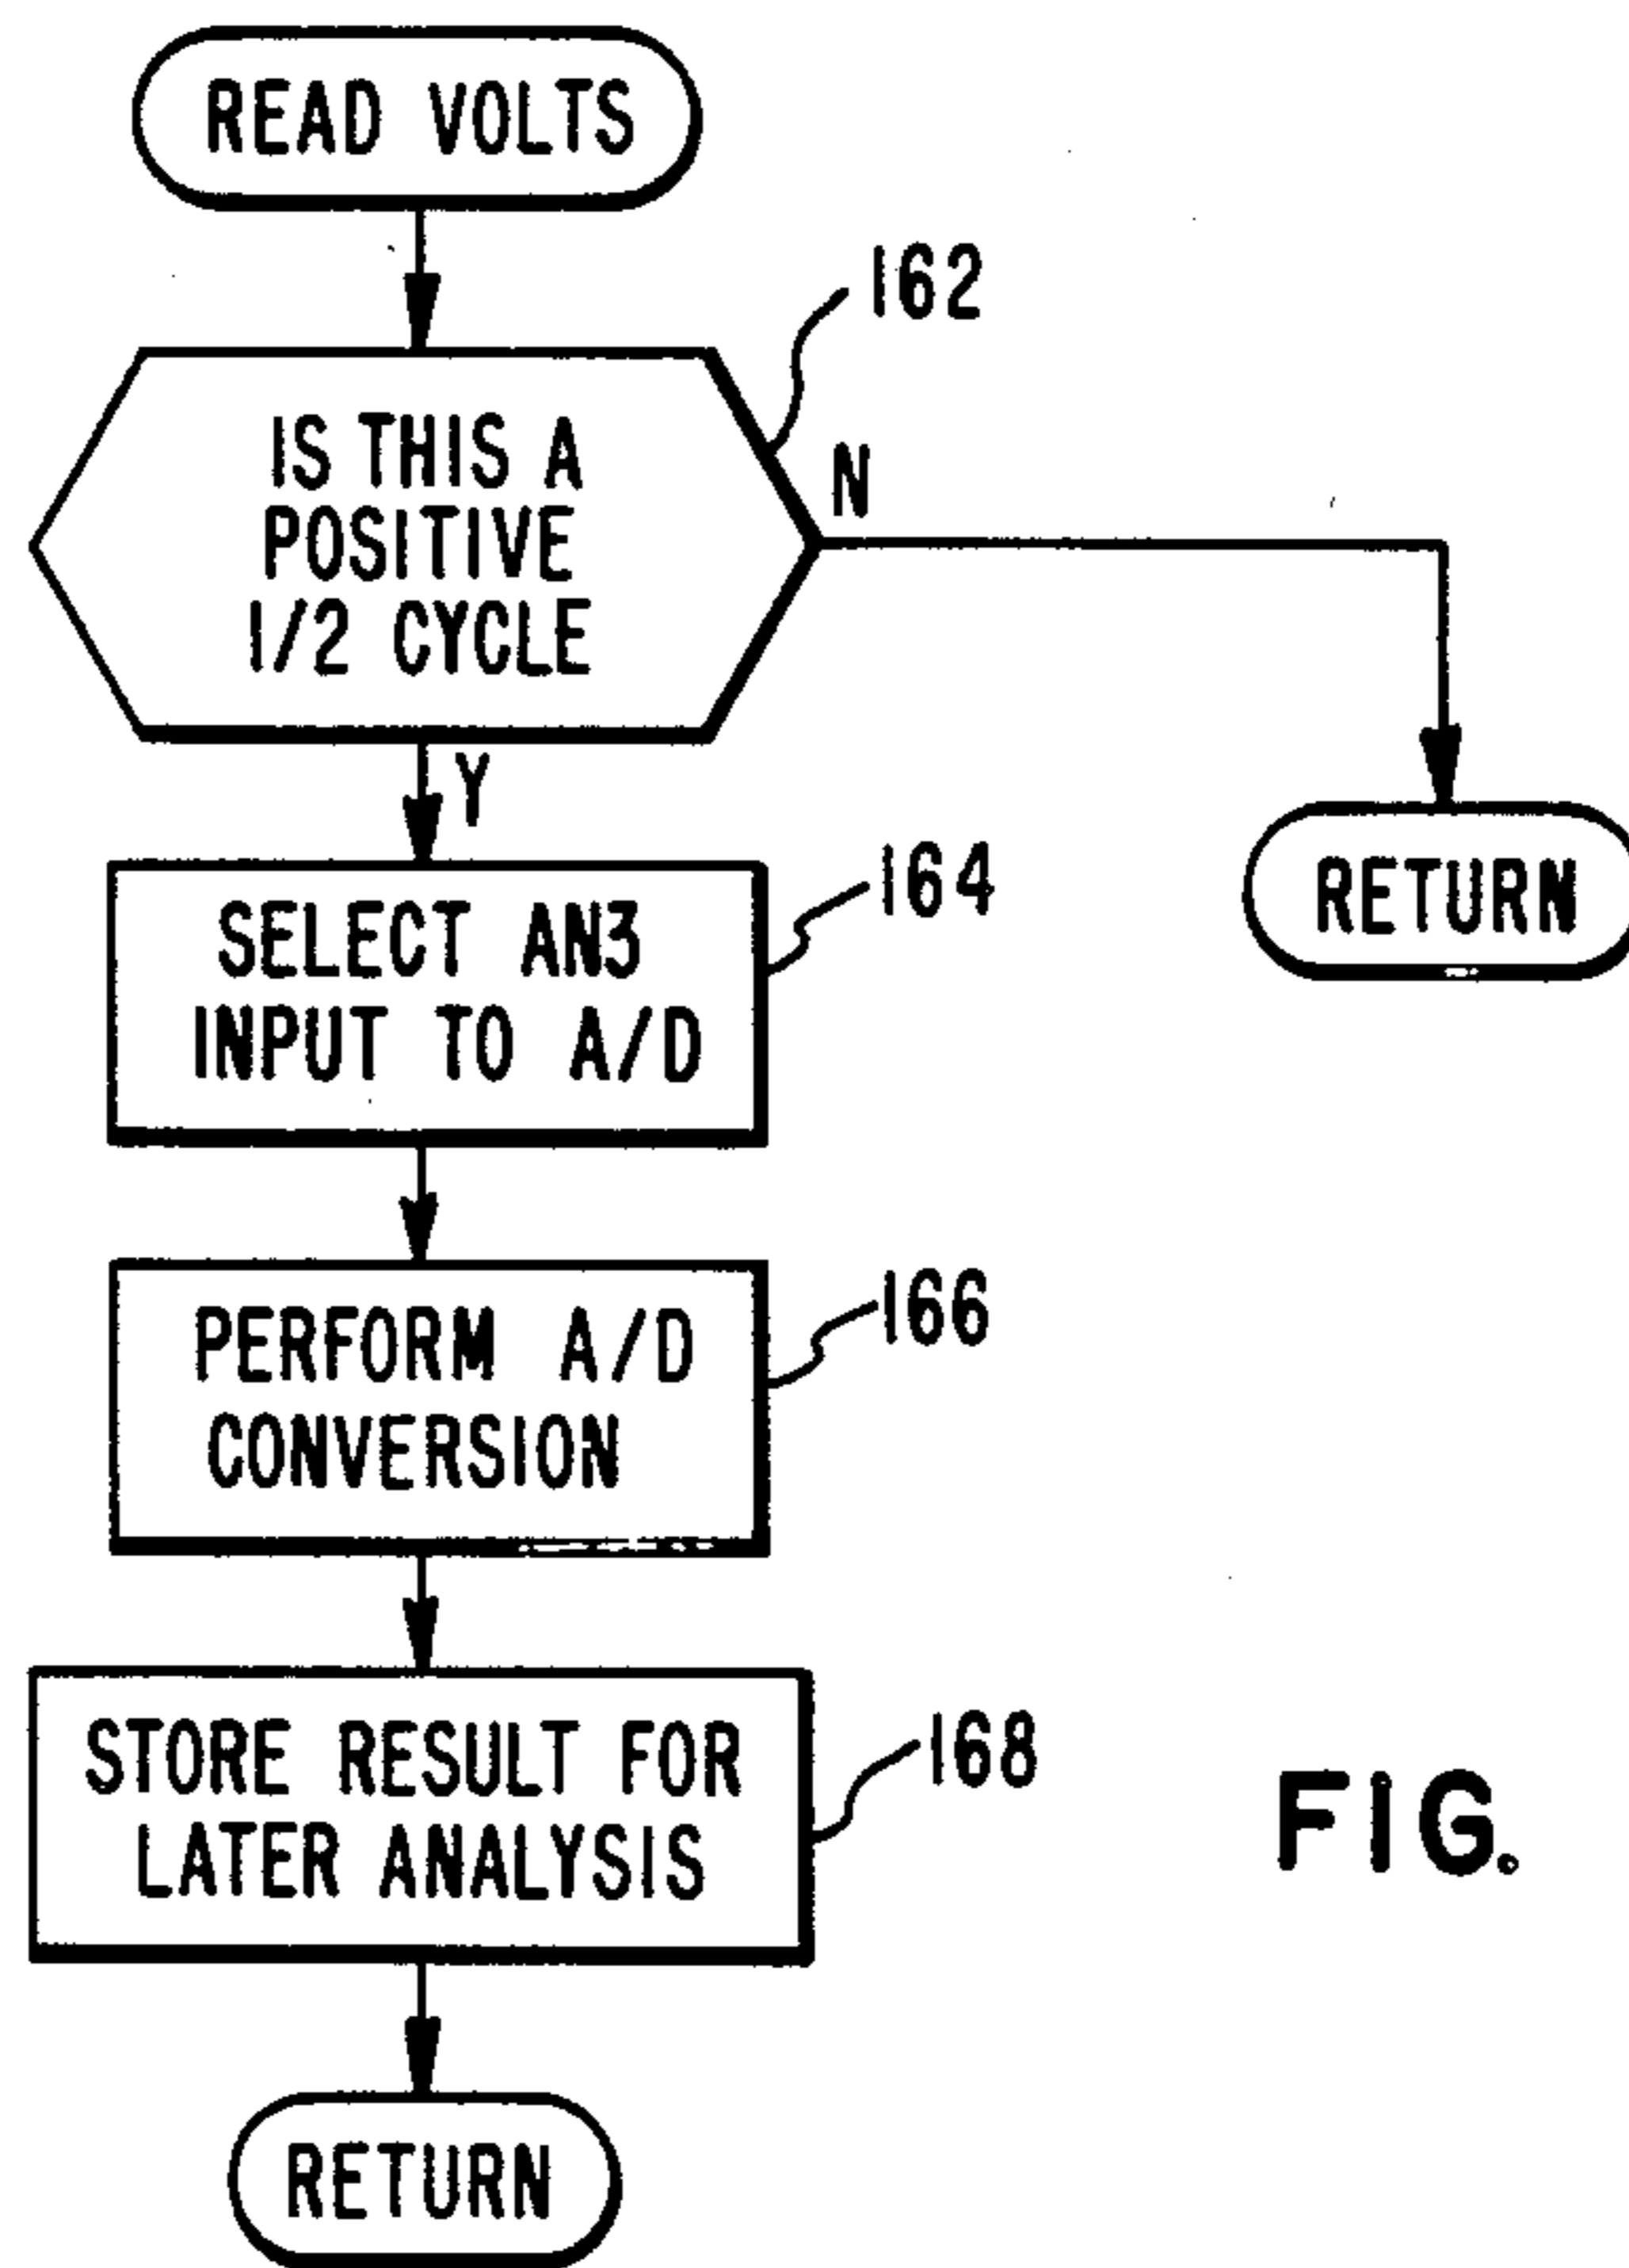 READ VOLTS
162
IS THIS A
POSITIVE
1/2 CYCLE
N
Y
RETURN
164
SELECT AN3
INPUT TO A/D
166
PERFORM A/D
CONVERSION
168
STORE RESULT FOR
LATER ANALYSIS
FIG.
RETURN